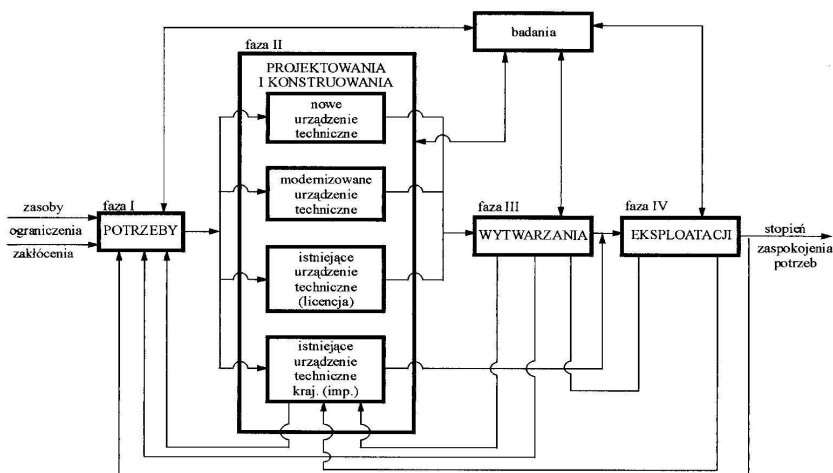 badania
faza II
PROJEKTOWANIA
I KONSTRUOWANIA
nowe
urządzenie
techniczne
modernizowane
urządzenie
techniczne
istniejące
urządzenie
techniczne
(licencja)
istniejące
urządzenie
techniczne
kraj. (imp.)
zasoby
ograniczenia
zakłócenia
faza I
POTRZEBY
faza III
WYTWARZANIA
faza IV
EKSPLOATACJI
stopień
zaspokojenia
potrzeb